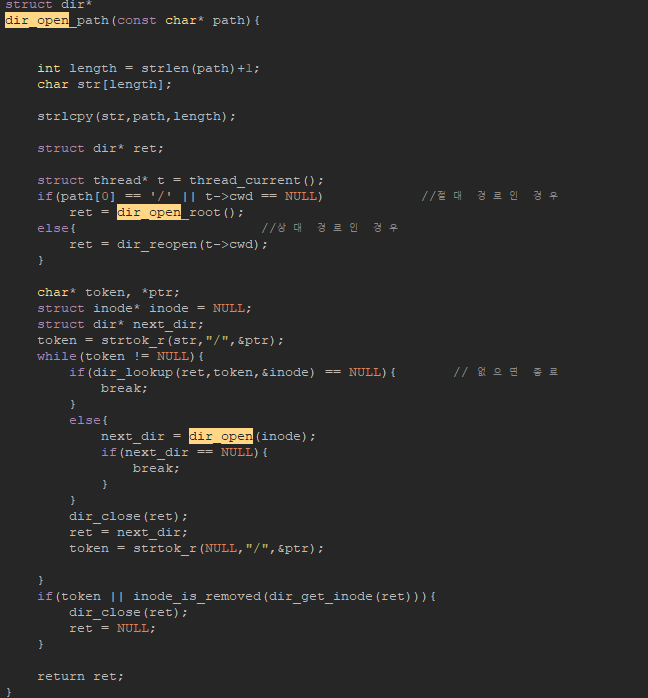 struct dir*
dir_open_path(const char* path){
int length = strlen(path)+1;
char str[length];
strlcpy(str,path,length);
struct dir* ret;
struct thread* t = thread_current();
if(path[0] == '/' || t->cwd == NULL) //절대 경로인 경우
ret = dir_open_root();
else{ //상대 경로인 경우
ret = dir_reopen(t->cwd);
}
char* token, *ptr;
struct inode* inode = NULL;
struct dir* next_dir;
token = strtok_r(str,"/",&ptr);
while(token != NULL){
if(dir_lookup(ret,token,&inode) == NULL){ // 없으면 종료
break;
}
else{
next_dir = dir_open(inode);
if(next_dir == NULL){
break;
}
}
dir_close(ret);
ret = next_dir;
token = strtok_r(NULL,"/",&ptr);
}
if(token || inode_is_removed(dir_get_inode(ret))){
dir_close(ret);
ret = NULL;
}
return ret;
}